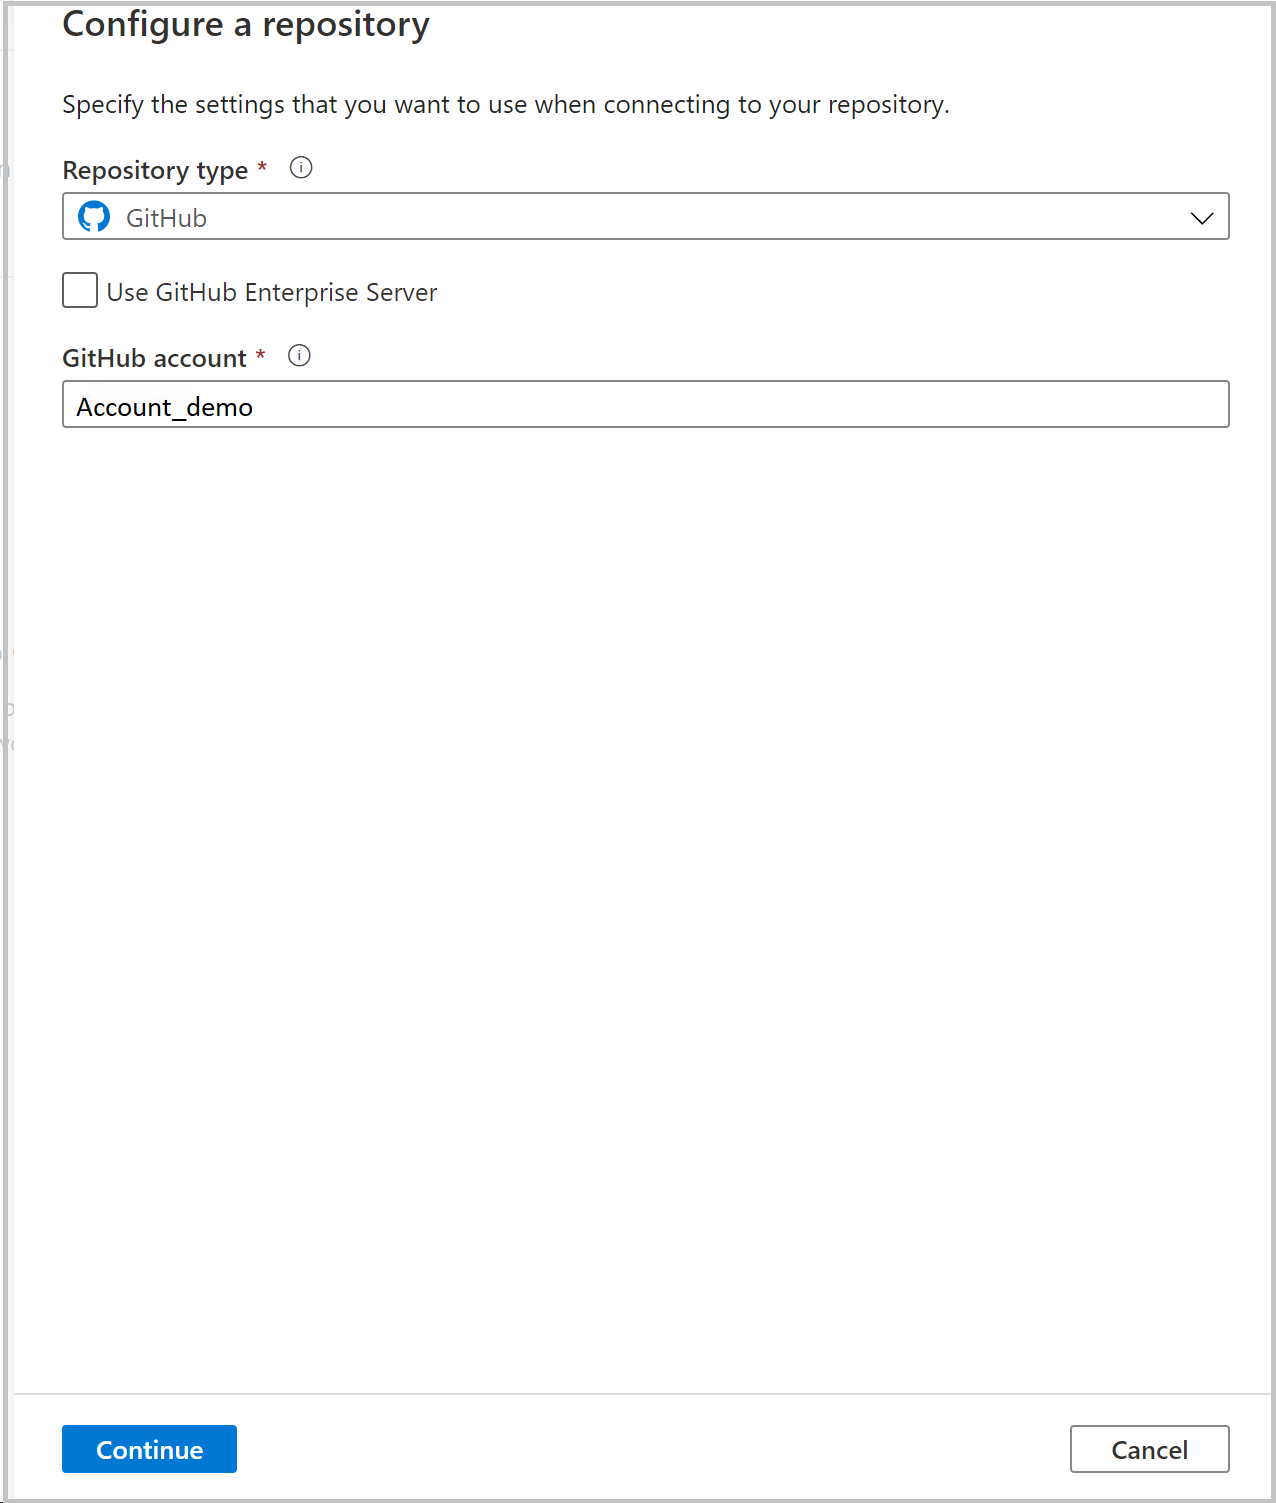 Configure a repository
Specify the settings that you want to use when connecting to your repository.
Repository type *
GitHub
Use GitHub Enterprise Server
GitHub account *
Account_demo
Continue
Cancel